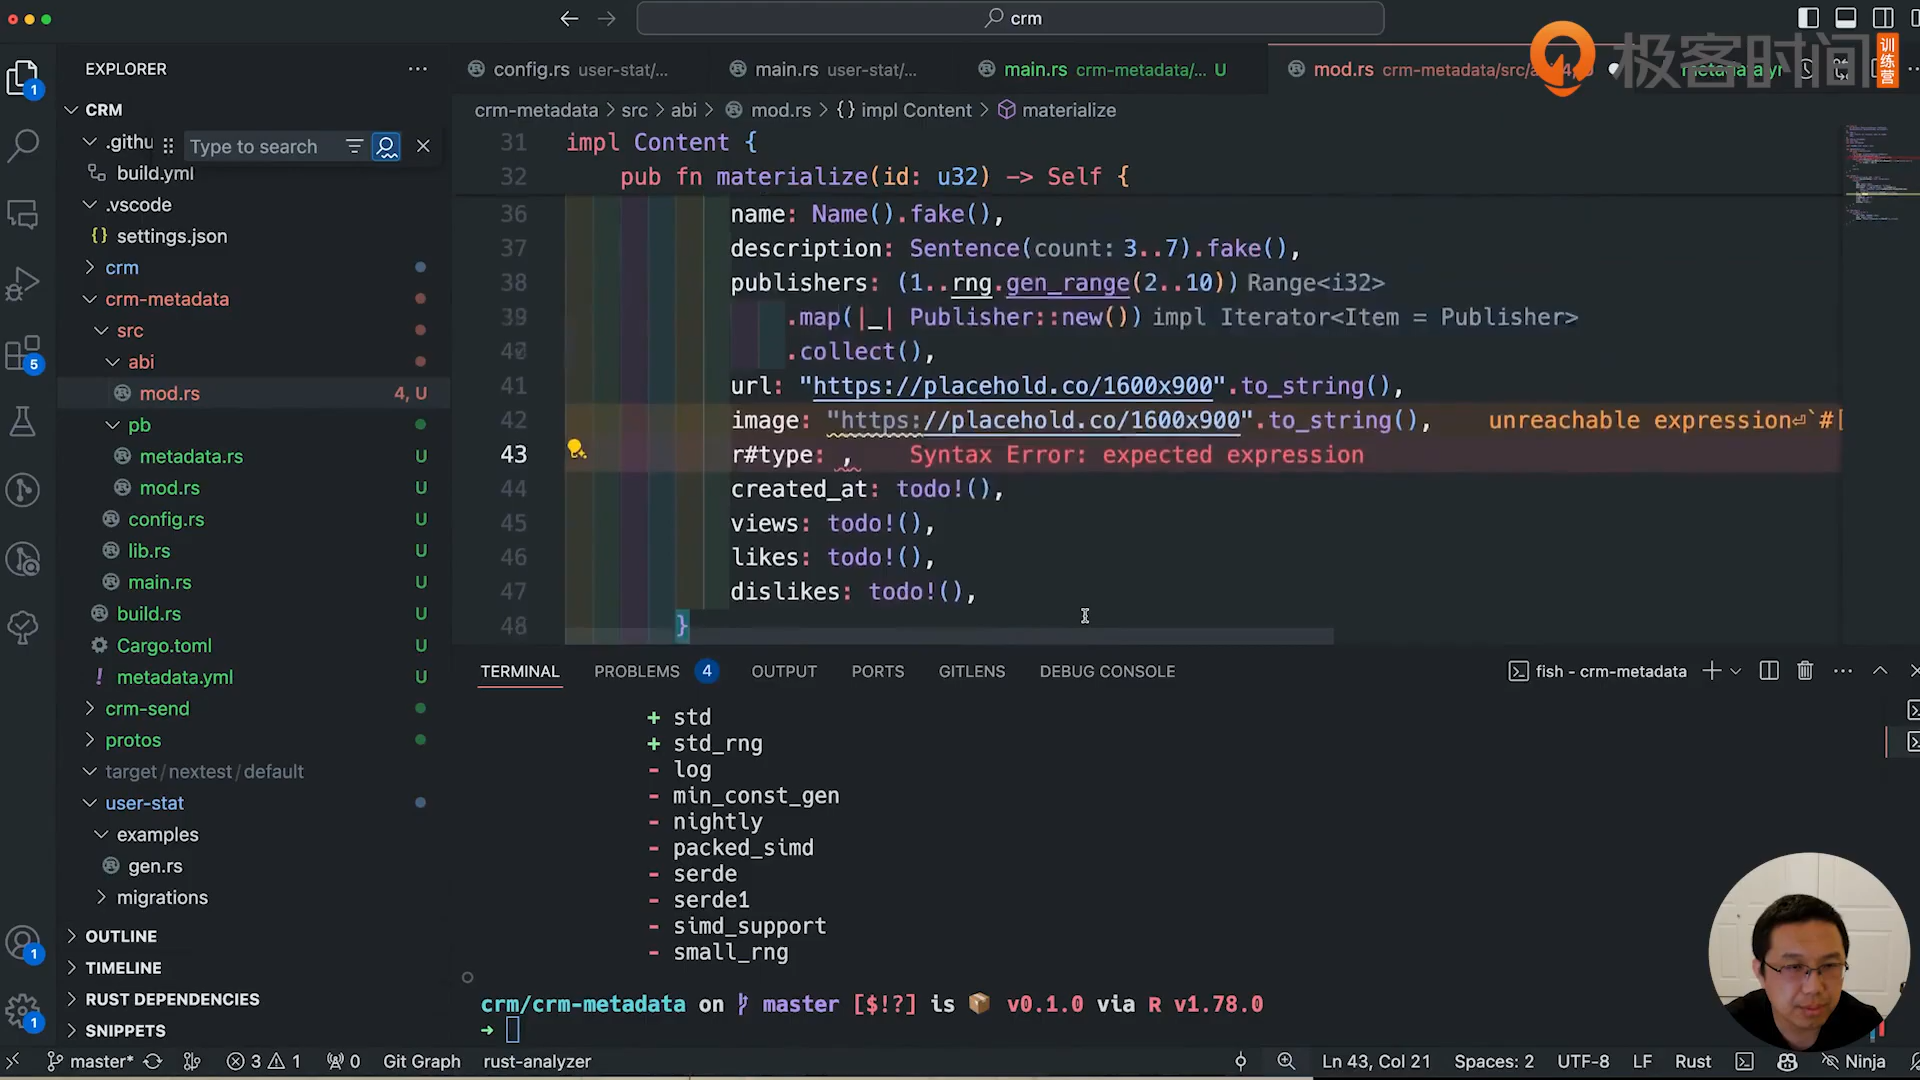 crm
极客时间 训练营
EXPLORER
CRM
.githu
Type to search
build.yml
.vscode
{} settings.json
crm
crm-metadata
src
abi
mod.rs 4, U
pb
metadata.rs U
mod.rs U
config.rs U
lib.rs U
main.rs U
build.rs U
Cargo.toml U
! metadata.yml U
crm-send
protos
target/nextest/default
user-stat
examples
gen.rs
migrations
OUTLINE
TIMELINE
RUST DEPENDENCIES
SNIPPETS
1
5
1
1
config.rs user-stat/...
main.rs user-stat/...
main.rs crm-metadata/... U
mod.rs crm-metadata/src/a
crm-metadata > src > abi > mod.rs > {} impl Content > materialize
31 impl Content {
32 pub fn materialize(id: u32) -> Self {
36 name: Name().fake(),
37 description: Sentence(count: 3..7).fake(),
38 publishers: (1..rng.gen_range(2..10)) Range<i32>
39 .map(|_| Publisher::new()) impl Iterator<Item = Publisher>
40 .collect(),
41 url: "https://placehold.co/1600x900".to_string(),
42 image: "https://placehold.co/1600x900".to_string(), unreachable expression⏎`#[
43 r#type: , Syntax Error: expected expression
44 created_at: todo!(),
45 views: todo!(),
46 likes: todo!(),
47 dislikes: todo!(),
48 }
TERMINAL PROBLEMS 4 OUTPUT PORTS GITLENS DEBUG CONSOLE
fish - crm-metadata
+ std
+ std_rng
- log
- min_const_gen
- nightly
- packed_simd
- serde
- serde1
- simd_support
- small_rng
crm/crm-metadata on master [$!?] is 📦 v0.1.0 via R v1.78.0
➜
master* 3 1 0 Git Graph rust-analyzer
Ln 43, Col 21 Spaces: 2 UTF-8 LF Rust Ninja